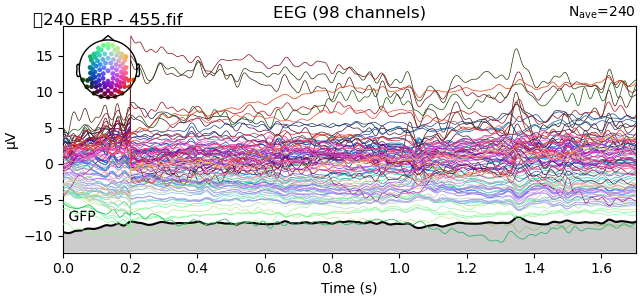 240 ERP - 455.fif
EEG (98 channels)
Nave=240
µV
15
10
5
0
−5
−10
GFP
0.0 0.2 0.4 0.6 0.8 1.0 1.2 1.4 1.6
Time (s)